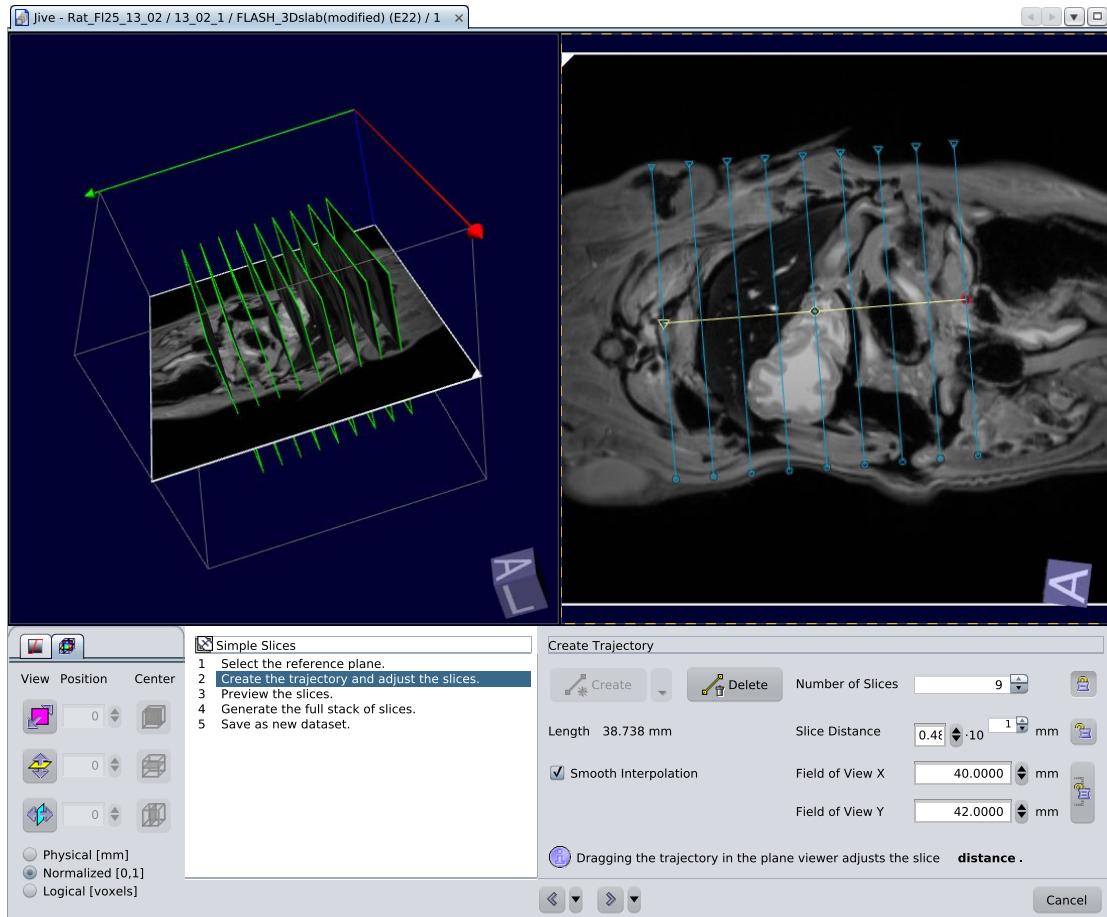 Jive - Rat_Fl25_13_02 / 13_02_1 / FLASH_3Dslab(modified) (E22) / 1
A
L
A
View Position Center
0
0
0
Physical [mm]
Normalized [0,1]
Logical [voxels]
Simple Slices
1 Select the reference plane.
2 Create the trajectory and adjust the slices.
3 Preview the slices.
4 Generate the full stack of slices.
5 Save as new dataset.
Create Trajectory
Create Delete Number of Slices 9
Length 38.738 mm Slice Distance 0.48 ·10 1 mm
Smooth Interpolation Field of View X 40.0000 mm
Field of View Y 42.0000 mm
Dragging the trajectory in the plane viewer adjusts the slice distance .
Cancel